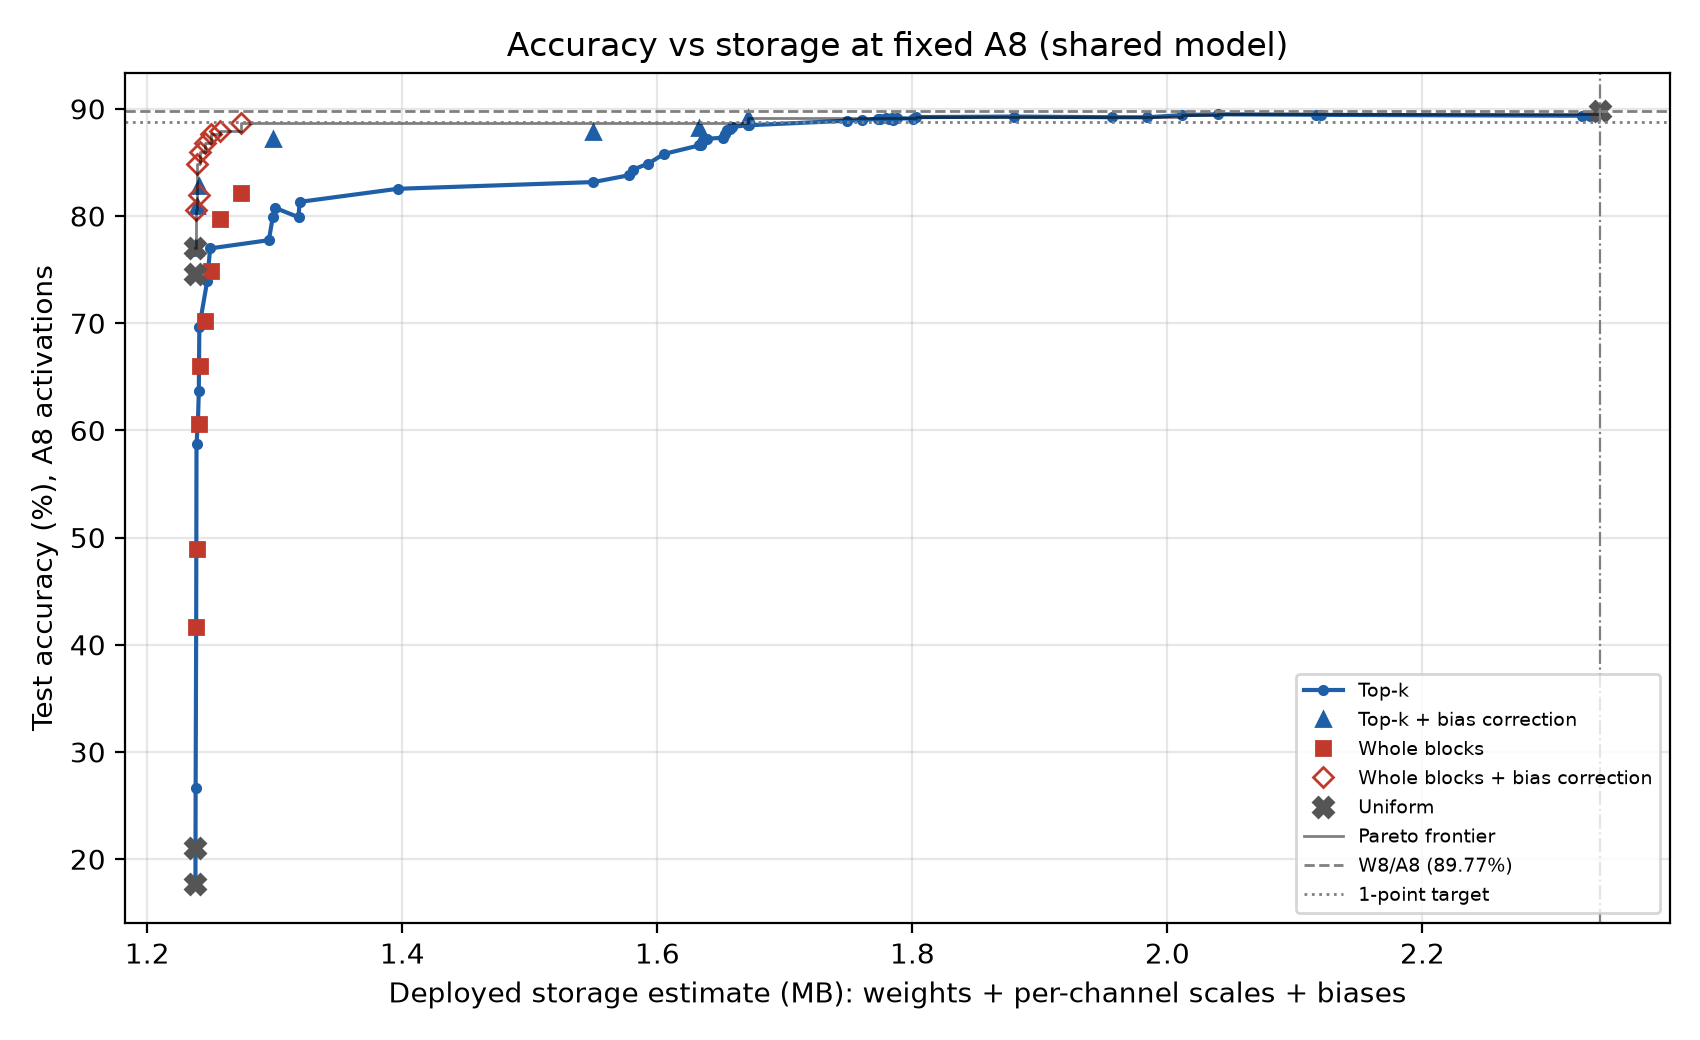 Accuracy vs storage at fixed A8 (shared model)
Test accuracy (%), A8 activations
90
80
70
60
50
40
30
20
1.2
1.4
1.6
1.8
2.0
2.2
Deployed storage estimate (MB): weights + per-channel scales + biases
Top-k
Top-k + bias correction
Whole blocks
Whole blocks + bias correction
Uniform
Pareto frontier
W8/A8 (89.77%)
1-point target